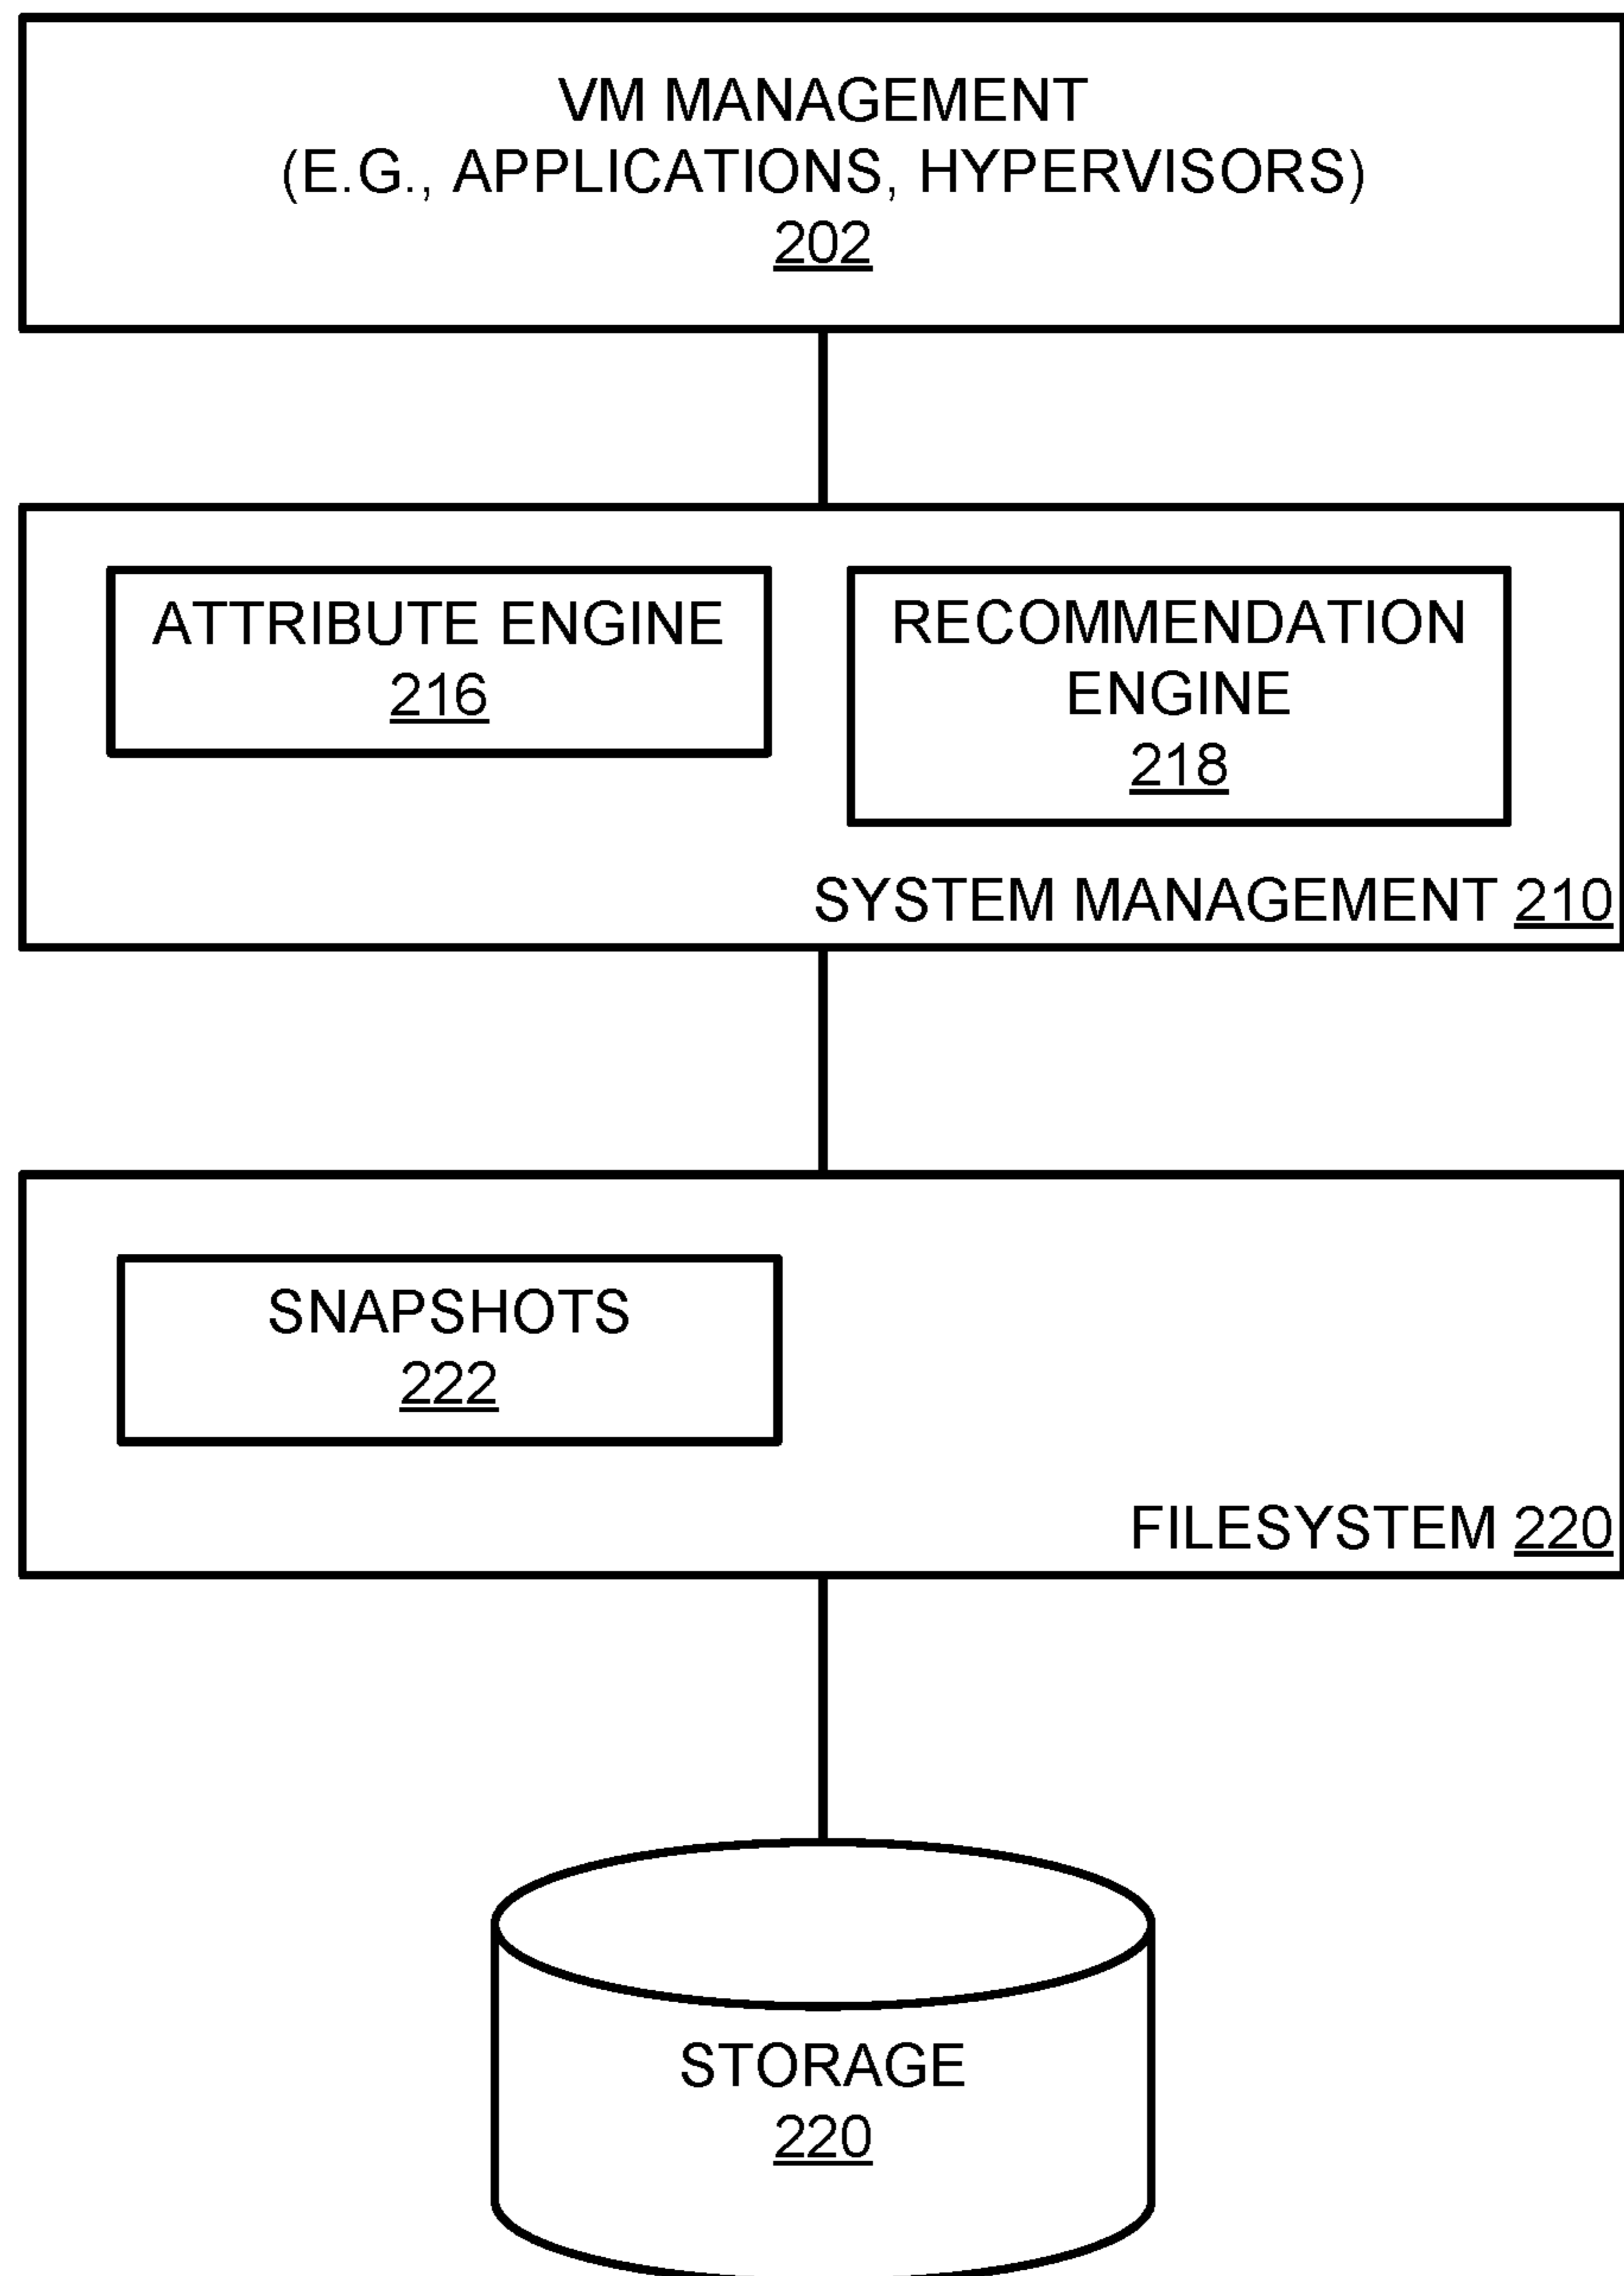 VM MANAGEMENT
(E.G., APPLICATIONS, HYPERVISORS)
202
ATTRIBUTE ENGINE
216
RECOMMENDATION
ENGINE
218
SYSTEM MANAGEMENT 210
SNAPSHOTS
222
FILESYSTEM 220
STORAGE
220